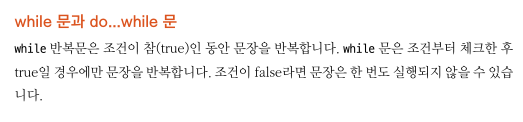 while 문과 do...while 문
while 반복문은 조건이 참(true)인 동안 문장을 반복합니다. while 문은 조건부터 체크한 후
true일 경우에만 문장을 반복합니다. 조건이 false라면 문장은 한 번도 실행되지 않을 수 있습
니다.